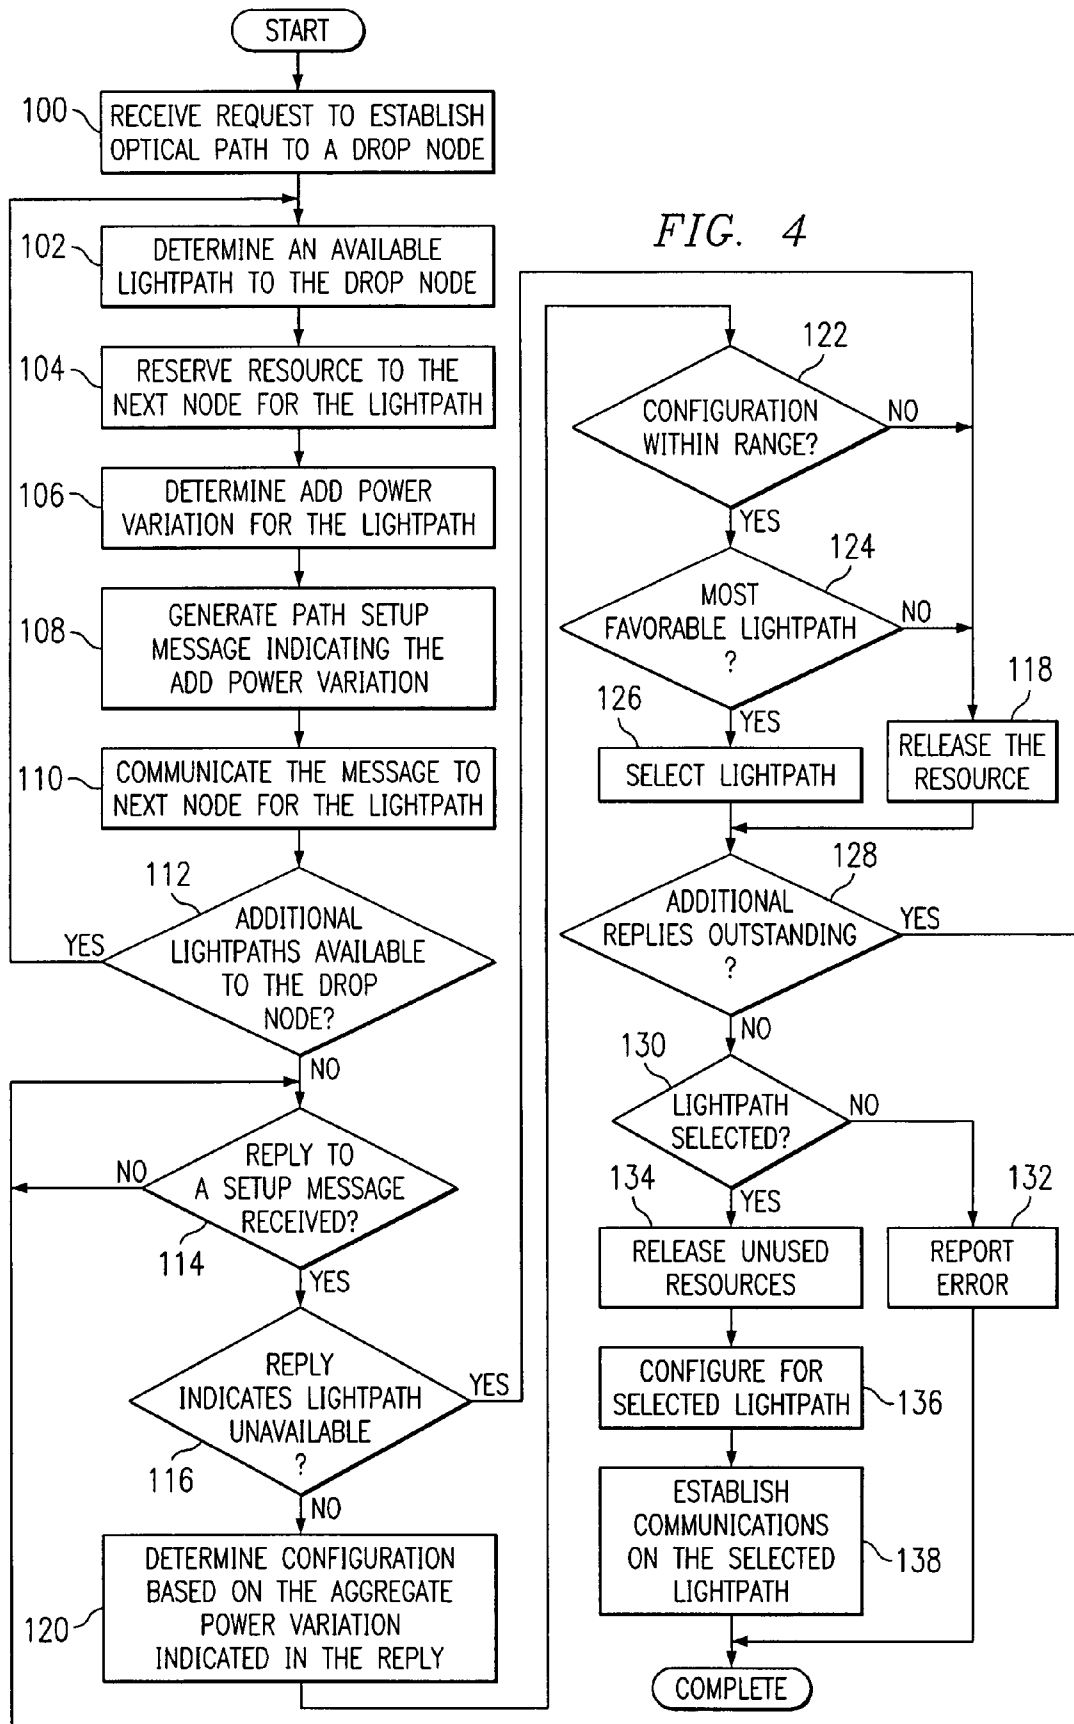 START
100
RECEIVE REQUEST TO ESTABLISH
OPTICAL PATH TO A DROP NODE
102
DETERMINE AN AVAILABLE
LIGHTPATH TO THE DROP NODE
104
RESERVE RESOURCE TO THE
NEXT NODE FOR THE LIGHTPATH
106
DETERMINE ADD POWER
VARIATION FOR THE LIGHTPATH
108
GENERATE PATH SETUP
MESSAGE INDICATING THE
ADD POWER VARIATION
110
COMMUNICATE THE MESSAGE TO
NEXT NODE FOR THE LIGHTPATH
112
ADDITIONAL
LIGHTPATHS AVAILABLE
TO THE DROP
NODE?
YES
NO
REPLY TO
A SETUP MESSAGE
RECEIVED?
NO
114
YES
REPLY
INDICATES LIGHTPATH
UNAVAILABLE
?
YES
116
NO
120
DETERMINE CONFIGURATION
BASED ON THE AGGREGATE
POWER VARIATION
INDICATED IN THE REPLY
FIG. 4
122
CONFIGURATION
WITHIN RANGE?
NO
YES
124
MOST
FAVORABLE LIGHTPATH
?
NO
YES
126
SELECT LIGHTPATH
118
RELEASE THE
RESOURCE
128
ADDITIONAL
REPLIES OUTSTANDING
?
YES
NO
130
LIGHTPATH
SELECTED?
NO
YES
134
RELEASE UNUSED
RESOURCES
132
REPORT
ERROR
CONFIGURE FOR
SELECTED LIGHTPATH
136
ESTABLISH
COMMUNICATIONS
ON THE SELECTED
LIGHTPATH
138
COMPLETE